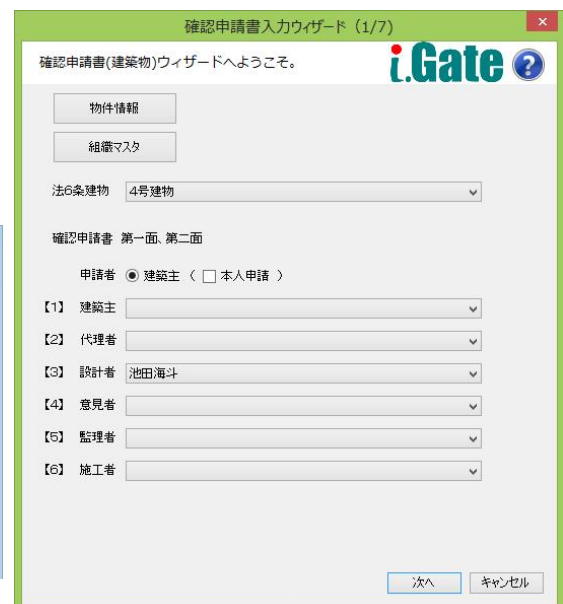 確認申請書入力ウィザード（1/7）
×
確認申請書(建築物)ウィザードへようこそ。
i.Gate
?
物件情報
組織マスタ
法6条建物 4号建物
確認申請書 第一面、第二面
申請者 建築主 （ 本人申請 ）
【1】 建築主
【2】 代理者
【3】 設計者 池田海斗
【4】 意見者
【5】 監理者
【6】 施工者
次へ キャンセル